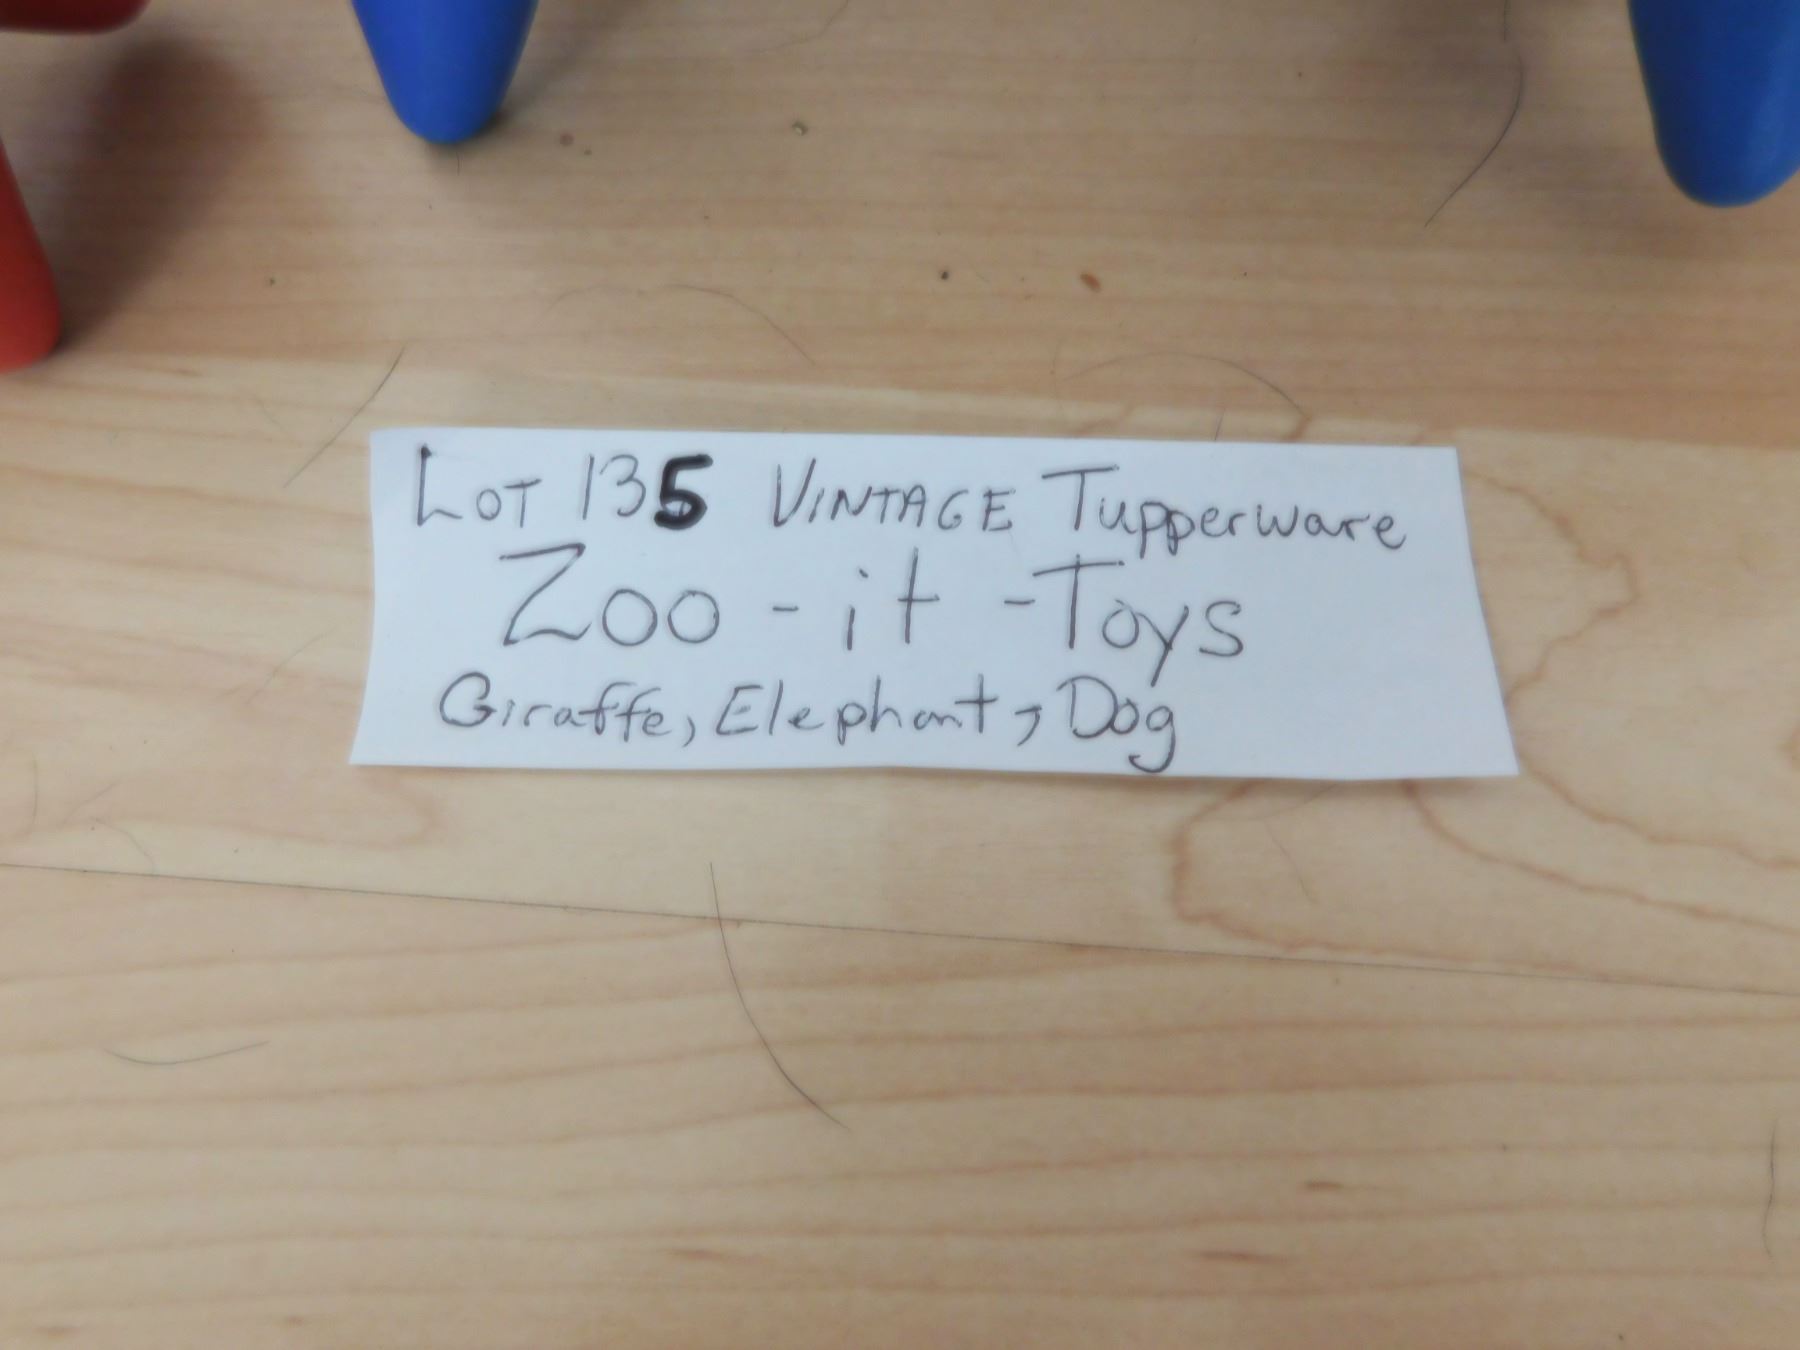 Lot 135 Vintage Tupperware
Zoo - it - Toys
Giraffe, Elephant, Dog